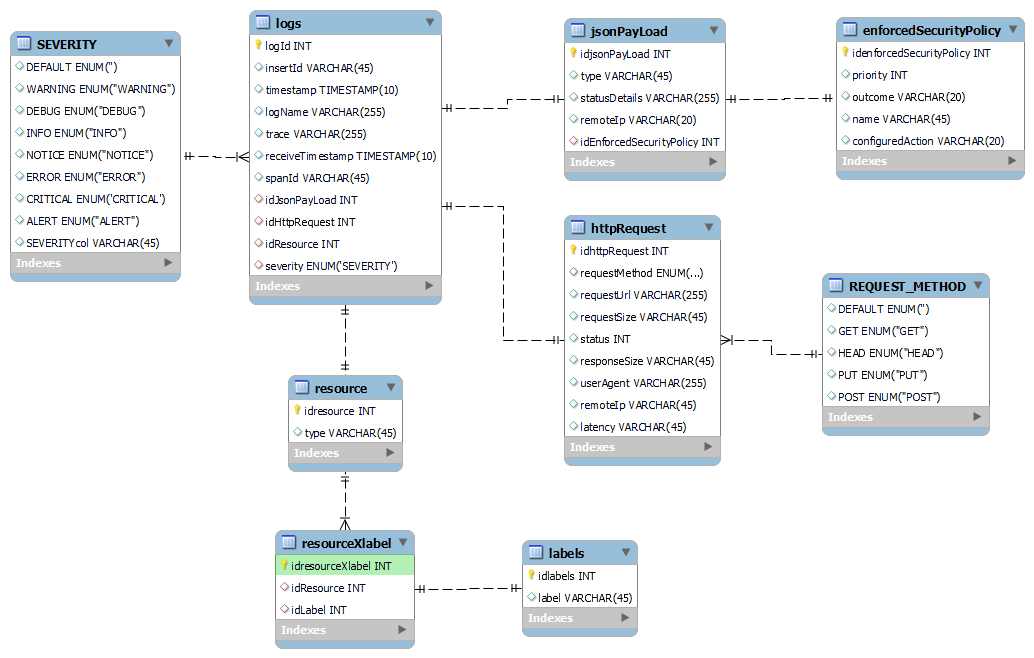 SEVERITY
DEFAULT ENUM('')
WARNING ENUM("WARNING")
DEBUG ENUM("DEBUG")
INFO ENUM("INFO")
NOTICE ENUM("NOTICE")
ERROR ENUM("ERROR")
CRITICAL ENUM('CRITICAL')
ALERT ENUM("ALERT")
SEVERITYcol VARCHAR(45)
Indexes
logs
logId INT
insertId VARCHAR(45)
timestamp TIMESTAMP(10)
logName VARCHAR(255)
trace VARCHAR(255)
receiveTimestamp TIMESTAMP(10)
spanId VARCHAR(45)
idJsonPayLoad INT
idHttpRequest INT
idResource INT
severity ENUM('SEVERITY')
Indexes
jsonPayLoad
idjsonPayLoad INT
type VARCHAR(45)
statusDetails VARCHAR(255)
remoteIp VARCHAR(20)
idEnforcedSecurityPolicy INT
Indexes
enforcedSecurityPolicy
idenforcedSecurityPolicy INT
priority INT
outcome VARCHAR(20)
name VARCHAR(45)
configuredAction VARCHAR(20)
Indexes
httpRequest
idhttpRequest INT
requestMethod ENUM(...)
requestUrl VARCHAR(255)
requestSize VARCHAR(45)
status INT
responseSize VARCHAR(45)
userAgent VARCHAR(255)
remoteIp VARCHAR(45)
latency VARCHAR(45)
Indexes
REQUEST_METHOD
DEFAULT ENUM('')
GET ENUM("GET")
HEAD ENUM("HEAD")
PUT ENUM("PUT")
POST ENUM("POST")
Indexes
resource
idresource INT
type VARCHAR(45)
Indexes
resourceXlabel
idresourceXlabel INT
idResource INT
idLabel INT
Indexes
labels
idlabels INT
label VARCHAR(45)
Indexes